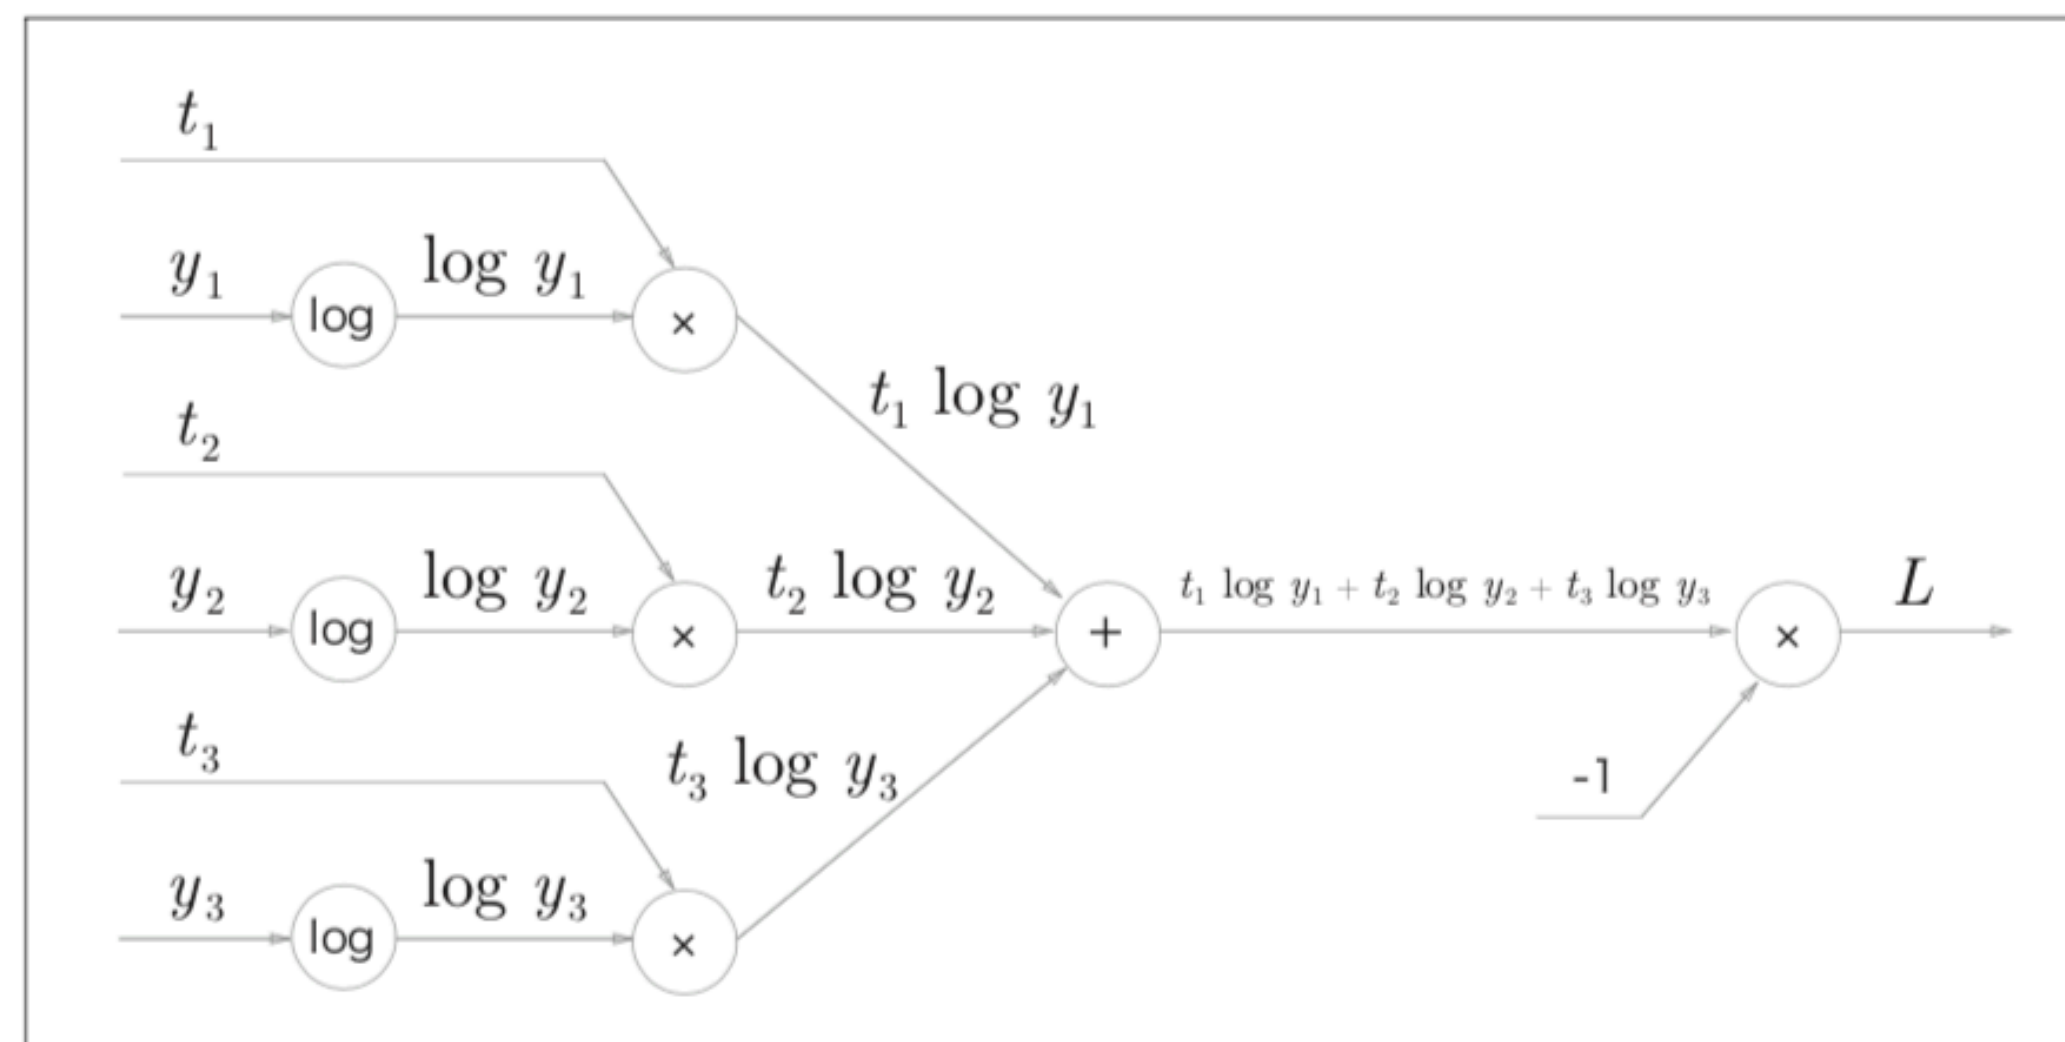 t₁
y₁ log log y₁ ×
t₁ log y₁
t₂
y₂ log log y₂ × t₂ log y₂ + t₁ log y₁ + t₂ log y₂ + t₃ log y₃ × L
t₃
t₃ log y₃
-1
y₃ log log y₃ ×